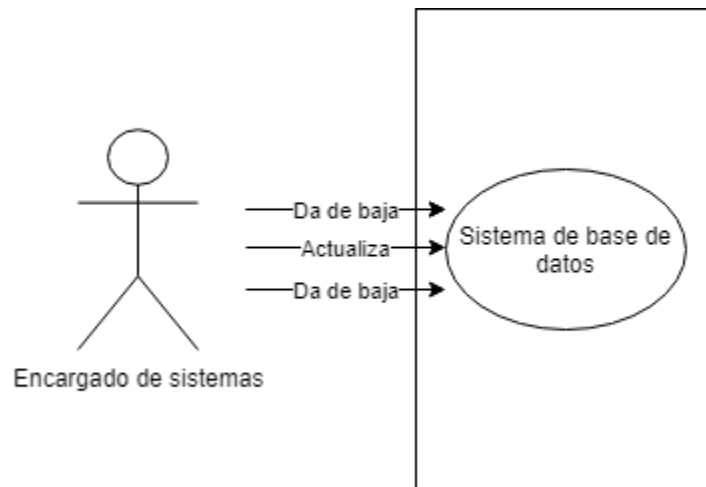 Da de baja
Actualiza
Da de baja
Sistema de base de
datos
Encargado de sistemas